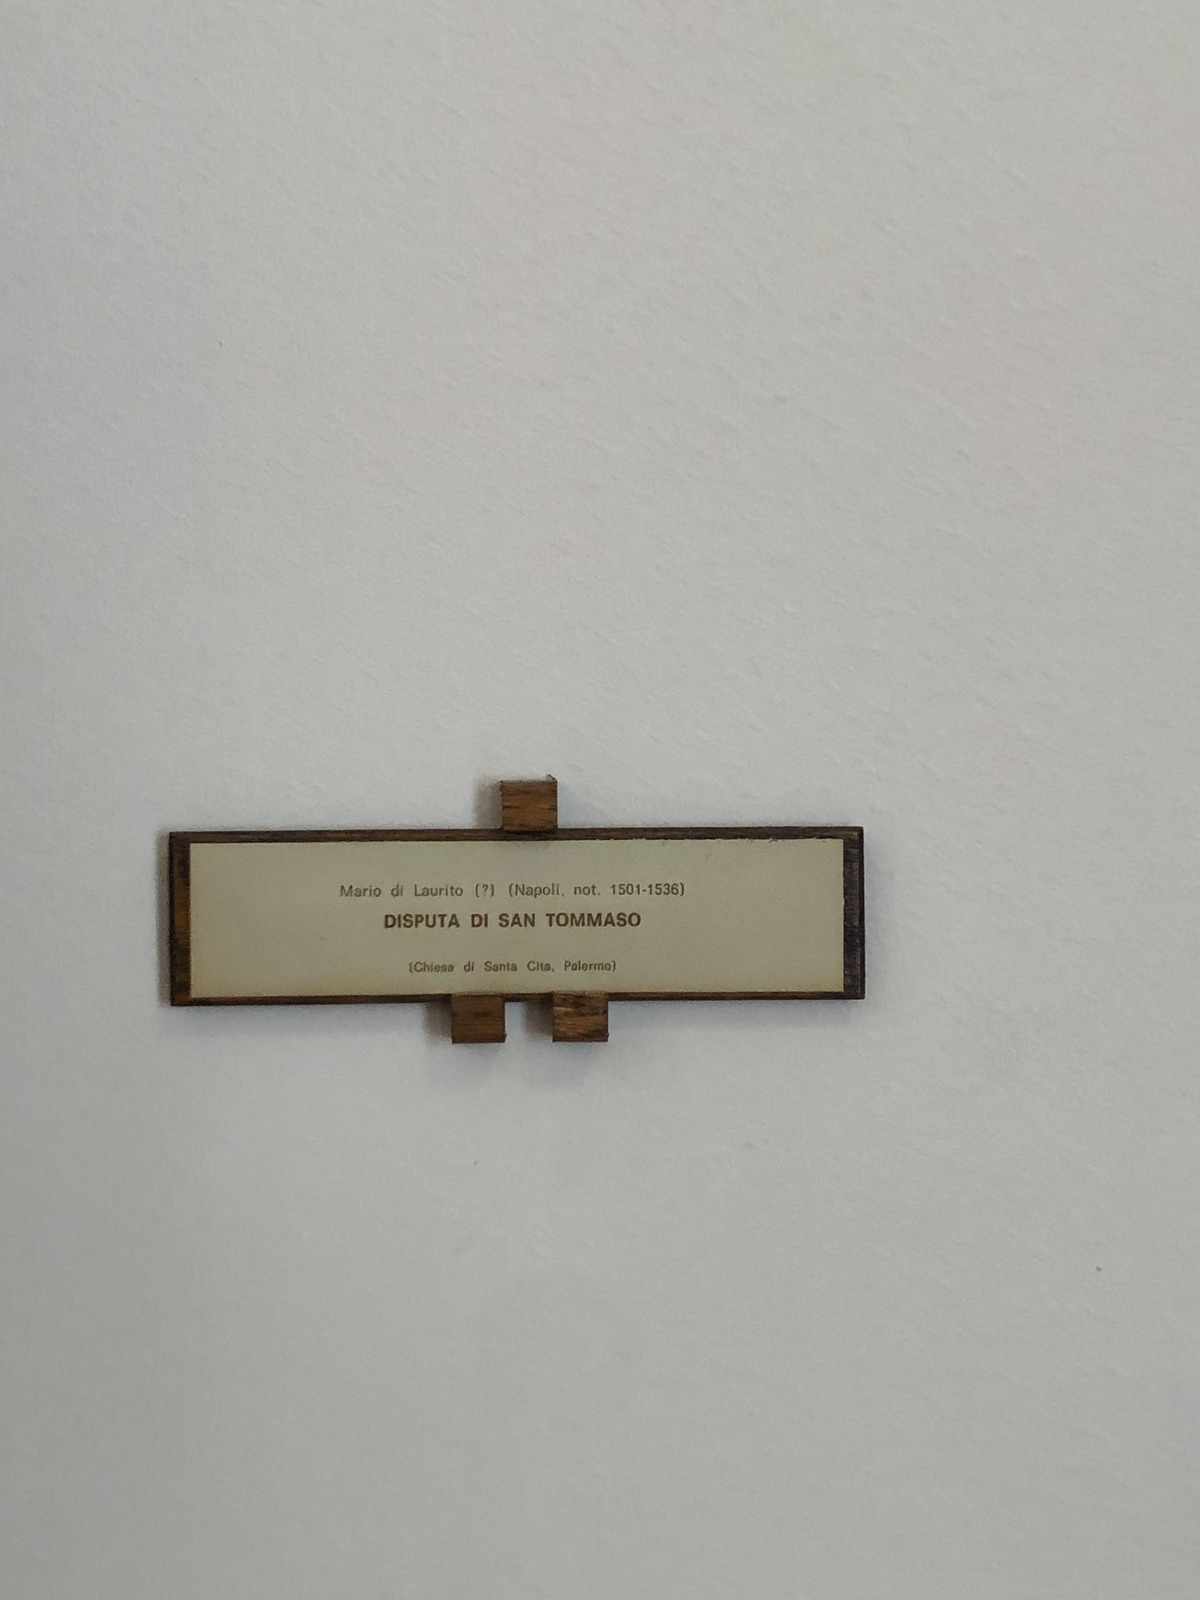 Mario di Laurito (?) (Napoli, not. 1501-1536)
DISPUTA DI SAN TOMMASO
(Chiesa di Santa Cita, Palermo)